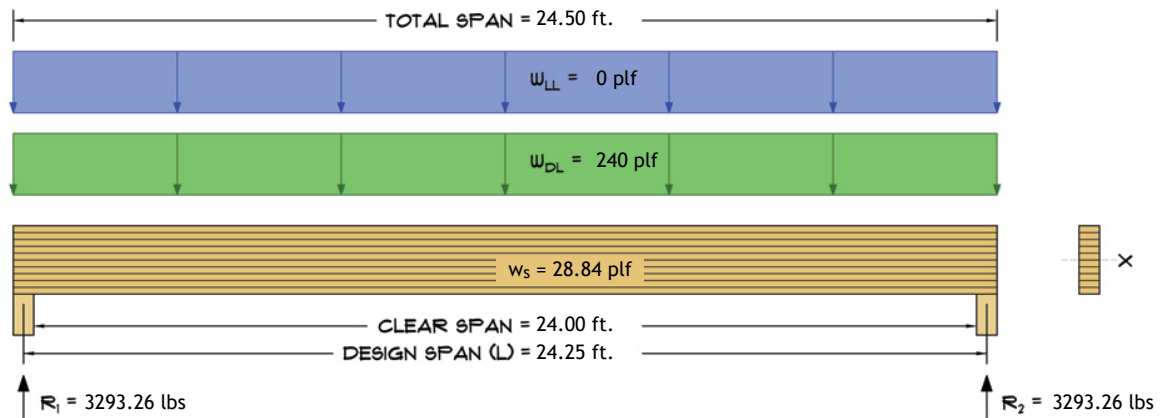 TOTAL SPAN = 24.50 ft.
WLL = 0 plf
WDL = 240 plf
ws = 28.84 plf
X
CLEAR SPAN = 24.00 ft.
DESIGN SPAN (L) = 24.25 ft.
R1 = 3293.26 lbs
R2 = 3293.26 lbs